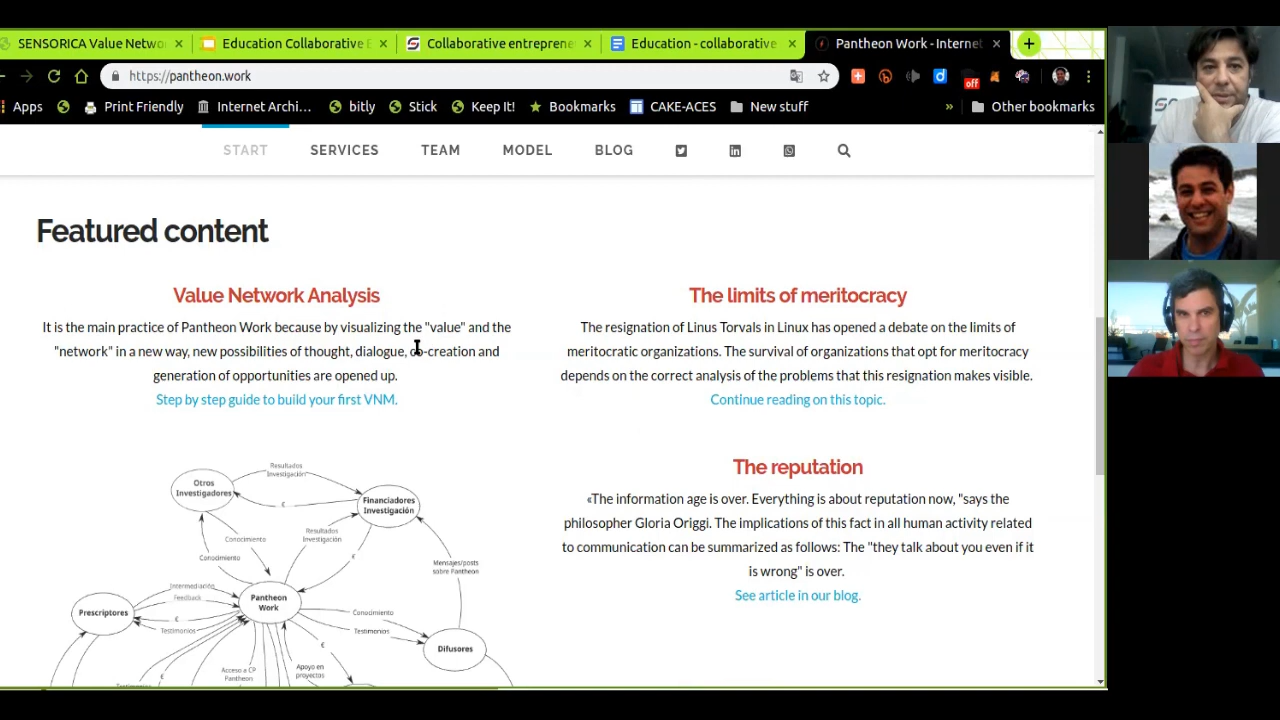 SENSORICA Value Netwo
Education Collaborative E
Collaborative entreprene
Education - collaborative
Pantheon Work - Internet
https://pantheon.work
off
Apps
Print Friendly
Internet Archi...
bitly
Stick
Keep It!
Bookmarks
CAKE-ACES
New stuff
»
Other bookmarks
START
SERVICES
TEAM
MODEL
BLOG
Featured content
Value Network Analysis
It is the main practice of Pantheon Work because by visualizing the "value" and the
"network" in a new way, new possibilities of thought, dialogue, co-creation and
generation of opportunities are opened up.
Step by step guide to build your first VNM.
The limits of meritocracy
The resignation of Linus Torvals in Linux has opened a debate on the limits of
meritocratic organizations. The survival of organizations that opt for meritocracy
depends on the correct analysis of the problems that this resignation makes visible.
Continue reading on this topic.
The reputation
«The information age is over. Everything is about reputation now, "says the
philosopher Gloria Origgi. The implications of this fact in all human activity related
to communication can be summarized as follows: The "they talk about you even if it
is wrong" is over.
See article in our blog.
Resultados
Investigación
Otros
Investigadores
Financiadores
Investigación
€
Resultados
Investigación
Conocimiento
Conocimiento
€
Mensajes/posts
sobre Pantheon
Intermediación
Feedback
Pantheon
Work
Prescriptores
€
Testimonios
Conocimiento
Testimonios
€
Difusores
Acceso a CP
Pantheon
Apoyo en
proyectos
€